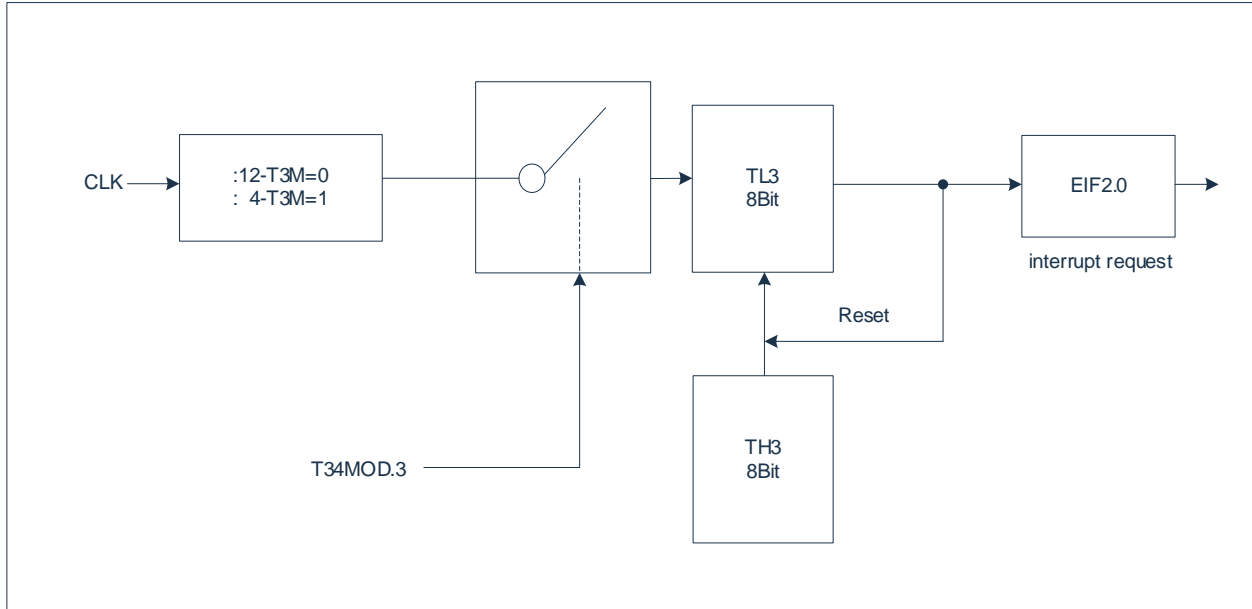 CLK
:12-T3M=0
: 4-T3M=1
TL3
8Bit
EIF2.0
interrupt request
Reset
TH3
8Bit
T34MOD.3